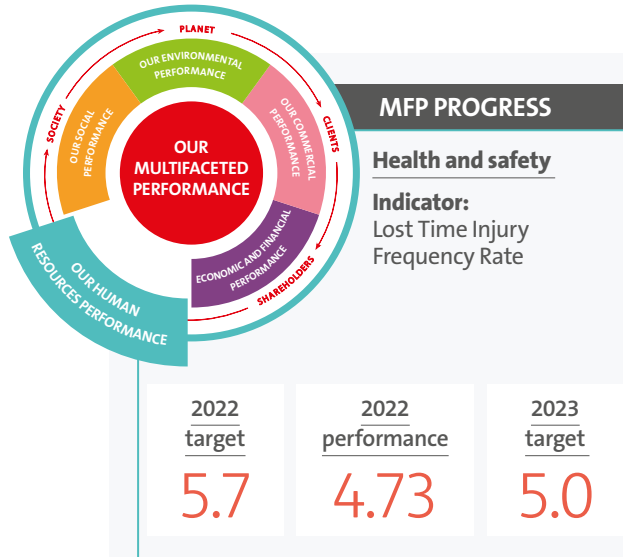 PLANET
OUR ENVIRONMENTAL
PERFORMANCE
SOCIETY
OUR SOCIAL
PERFORMANCE
OUR
MULTIFACETED
PERFORMANCE
OUR COMMERCIAL
PERFORMANCE
CLIENTS
ECONOMIC AND FINANCIAL
PERFORMANCE
SHAREHOLDERS
OUR HUMAN
RESOURCES PERFORMANCE
MFP PROGRESS
Health and safety
Indicator:
Lost Time Injury
Frequency Rate
2022
target
5.7
2022
performance
4.73
2023
target
5.0